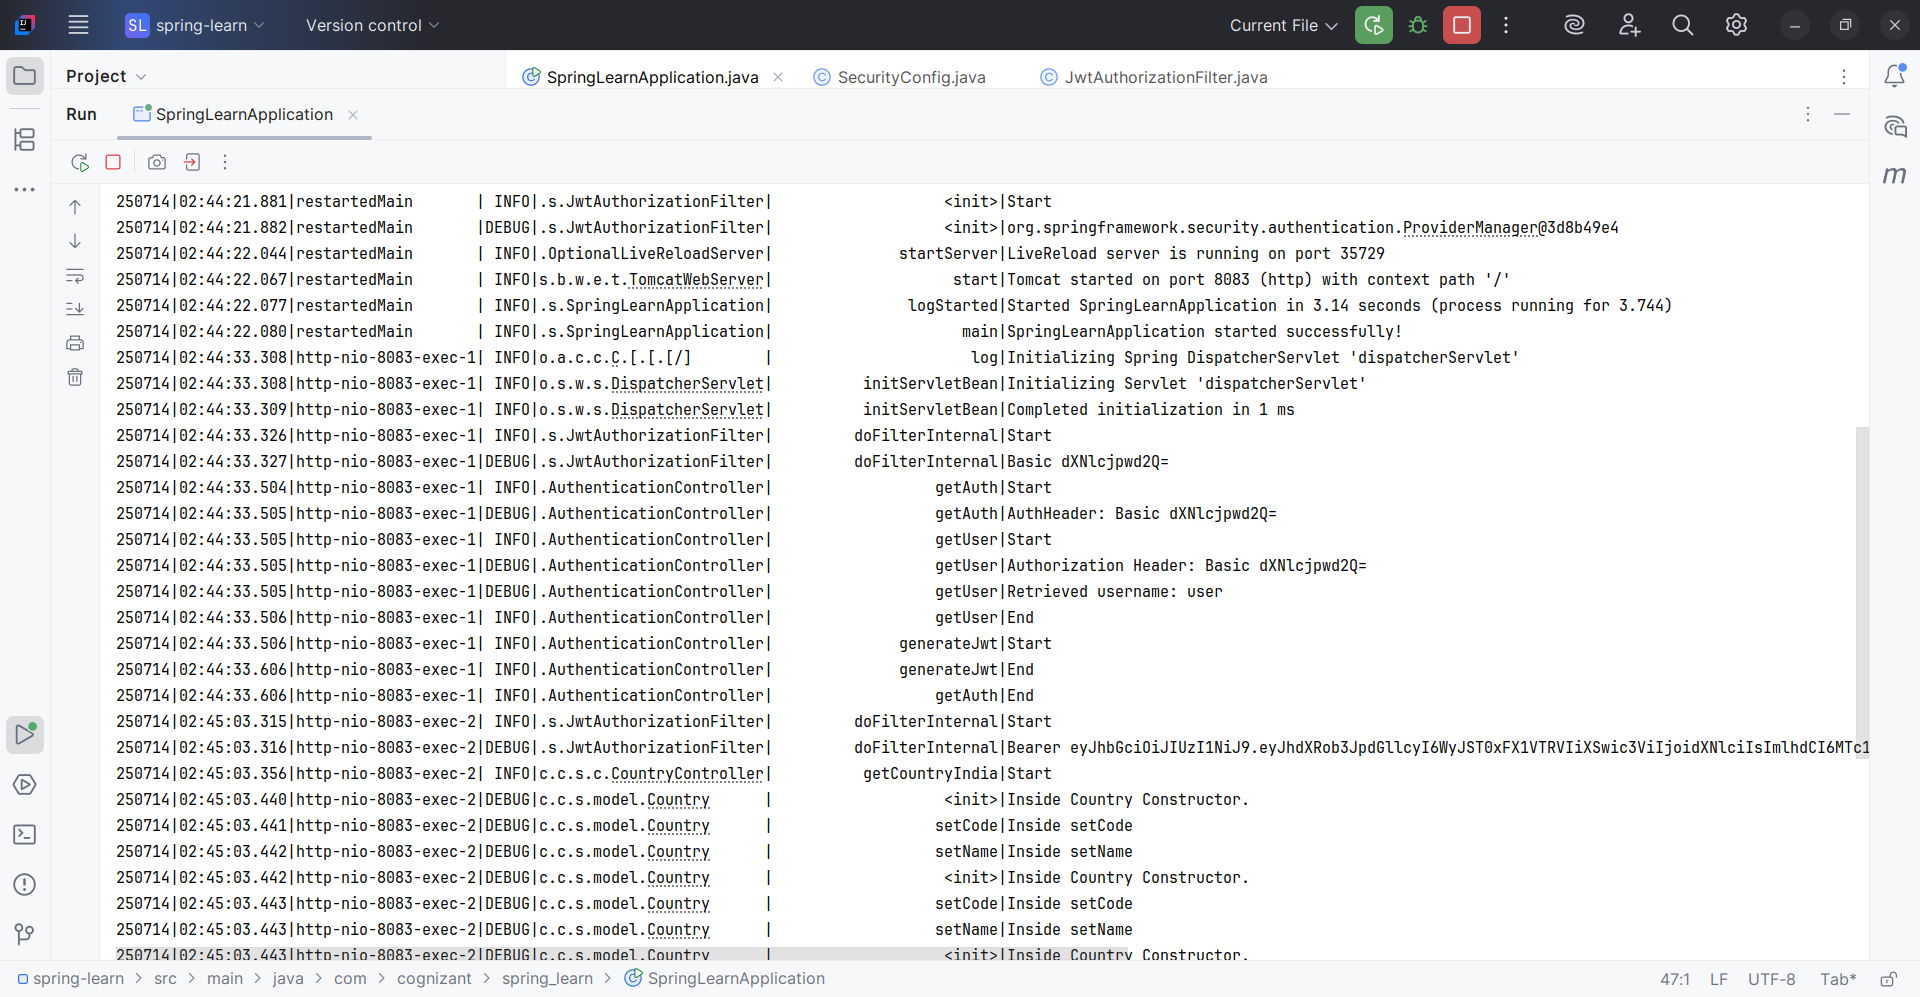 SL spring-learn Version control Current File
Project SpringLearnApplication.java SecurityConfig.java JwtAuthorizationFilter.java
Run SpringLearnApplication
250714|02:44:21.881|restartedMain | INFO|.s.JwtAuthorizationFilter| <init>|Start
250714|02:44:21.882|restartedMain |DEBUG|.s.JwtAuthorizationFilter| <init>|org.springframework.security.authentication.ProviderManager@3d8b49e4
250714|02:44:22.044|restartedMain | INFO|.OptionalLiveReloadServer| startServer|LiveReload server is running on port 35729
250714|02:44:22.067|restartedMain | INFO|s.b.w.e.t.TomcatWebServer| start|Tomcat started on port 8083 (http) with context path '/'
250714|02:44:22.077|restartedMain | INFO|.s.SpringLearnApplication| logStarted|Started SpringLearnApplication in 3.14 seconds (process running for 3.744)
250714|02:44:22.080|restartedMain | INFO|.s.SpringLearnApplication| main|SpringLearnApplication started successfully!
250714|02:44:33.308|http-nio-8083-exec-1| INFO|o.a.c.c.C.[.[.[/] | log|Initializing Spring DispatcherServlet 'dispatcherServlet'
250714|02:44:33.308|http-nio-8083-exec-1| INFO|o.s.w.s.DispatcherServlet| initServletBean|Initializing Servlet 'dispatcherServlet'
250714|02:44:33.309|http-nio-8083-exec-1| INFO|o.s.w.s.DispatcherServlet| initServletBean|Completed initialization in 1 ms
250714|02:44:33.326|http-nio-8083-exec-1| INFO|.s.JwtAuthorizationFilter| doFilterInternal|Start
250714|02:44:33.327|http-nio-8083-exec-1|DEBUG|.s.JwtAuthorizationFilter| doFilterInternal|Basic dXNlcjpwd2Q=
250714|02:44:33.504|http-nio-8083-exec-1| INFO|.AuthenticationController| getAuth|Start
250714|02:44:33.505|http-nio-8083-exec-1|DEBUG|.AuthenticationController| getAuth|AuthHeader: Basic dXNlcjpwd2Q=
250714|02:44:33.505|http-nio-8083-exec-1| INFO|.AuthenticationController| getUser|Start
250714|02:44:33.505|http-nio-8083-exec-1|DEBUG|.AuthenticationController| getUser|Authorization Header: Basic dXNlcjpwd2Q=
250714|02:44:33.505|http-nio-8083-exec-1|DEBUG|.AuthenticationController| getUser|Retrieved username: user
250714|02:44:33.506|http-nio-8083-exec-1| INFO|.AuthenticationController| getUser|End
250714|02:44:33.506|http-nio-8083-exec-1| INFO|.AuthenticationController| generateJwt|Start
250714|02:44:33.606|http-nio-8083-exec-1| INFO|.AuthenticationController| generateJwt|End
250714|02:44:33.606|http-nio-8083-exec-1| INFO|.AuthenticationController| getAuth|End
250714|02:45:03.315|http-nio-8083-exec-2| INFO|.s.JwtAuthorizationFilter| doFilterInternal|Start
250714|02:45:03.316|http-nio-8083-exec-2|DEBUG|.s.JwtAuthorizationFilter| doFilterInternal|Bearer eyJhbGciOiJIUzI1NiJ9.eyJhdXRob3JpdGllcyI6WyJST0xFX1VTRVIiXSwic3ViIjoidXNlciIsImlhdCI6MTc1
250714|02:45:03.356|http-nio-8083-exec-2| INFO|c.c.s.c.CountryController| getCountryIndia|Start
250714|02:45:03.440|http-nio-8083-exec-2|DEBUG|c.c.s.model.Country | <init>|Inside Country Constructor.
250714|02:45:03.441|http-nio-8083-exec-2|DEBUG|c.c.s.model.Country | setCode|Inside setCode
250714|02:45:03.442|http-nio-8083-exec-2|DEBUG|c.c.s.model.Country | setName|Inside setName
250714|02:45:03.442|http-nio-8083-exec-2|DEBUG|c.c.s.model.Country | <init>|Inside Country Constructor.
250714|02:45:03.443|http-nio-8083-exec-2|DEBUG|c.c.s.model.Country | setCode|Inside setCode
250714|02:45:03.443|http-nio-8083-exec-2|DEBUG|c.c.s.model.Country | setName|Inside setName
250714|02:45:03.443|http-nio-8083-exec-2|DEBUG|c.c.s.model.Country | <init>|Inside Country Constructor.
spring-learn > src > main > java > com > cognizant > spring_learn > SpringLearnApplication 47:1 LF UTF-8 Tab*